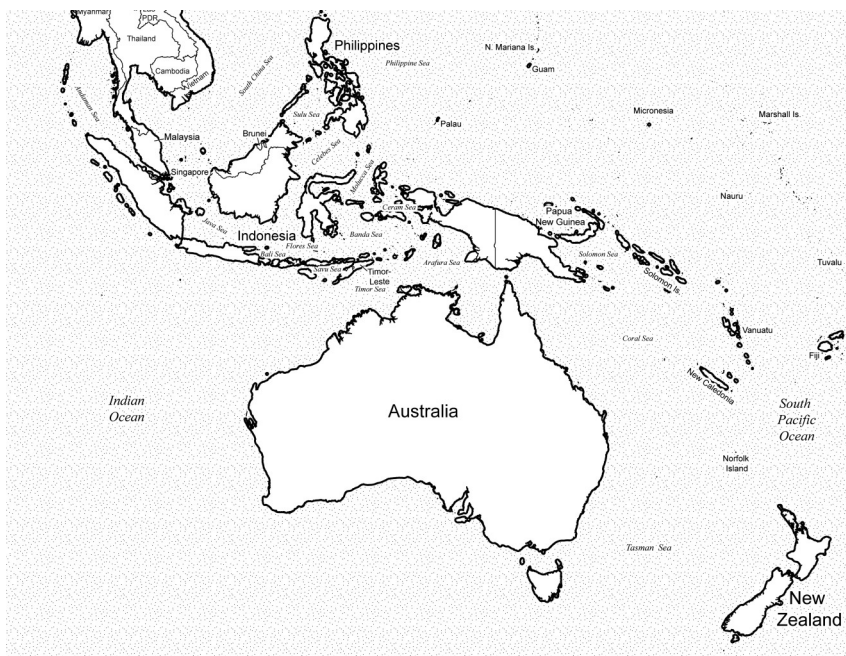 Myanmar
Lao
PDR
Thailand
Cambodia
Vietnam
Andaman Sea
South China Sea
Philippines
Philippine Sea
N. Mariana Is.
Guam
Sulu Sea
Palau
Micronesia
Marshall Is.
Malaysia
Brunei
Celebes Sea
Singapore
Molucca Sea
Nauru
Ceram Sea
Papua
New Guinea
Java Sea
Indonesia
Banda Sea
Flores Sea
Bali Sea
Savu Sea
Timor-
Leste
Timor Sea
Arafura Sea
Solomon Sea
Solomon Is.
Tuvalu
Coral Sea
Vanuatu
Fiji
New Caledonia
Indian
Ocean
Australia
South
Pacific
Ocean
Norfolk
Island
Tasman Sea
New
Zealand